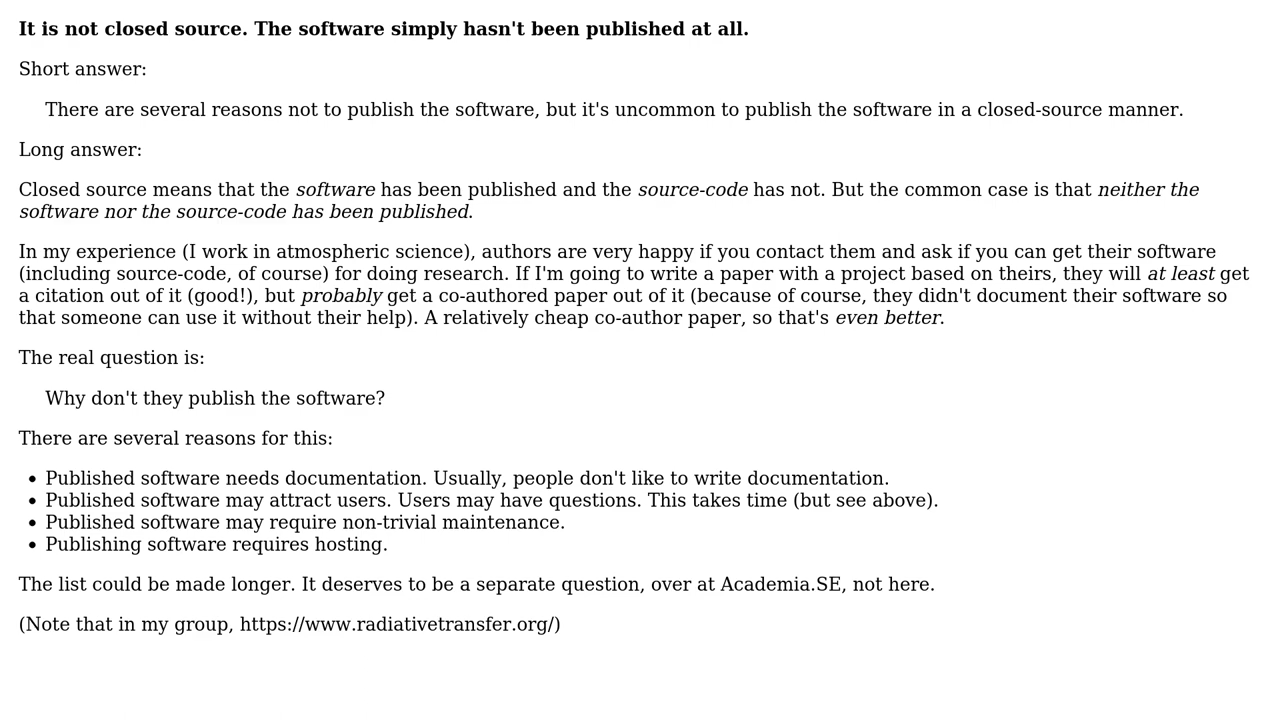 It is not closed source. The software simply hasn't been published at all.
Short answer:
There are several reasons not to publish the software, but it's uncommon to publish the software in a closed-source manner.
Long answer:
Closed source means that the software has been published and the source-code has not. But the common case is that neither the
software nor the source-code has been published.
In my experience (I work in atmospheric science), authors are very happy if you contact them and ask if you can get their software
(including source-code, of course) for doing research. If I'm going to write a paper with a project based on theirs, they will at least get
a citation out of it (good!), but probably get a co-authored paper out of it (because of course, they didn't document their software so
that someone can use it without their help). A relatively cheap co-author paper, so that's even better.
The real question is:
Why don't they publish the software?
There are several reasons for this:
• Published software needs documentation. Usually, people don't like to write documentation.
• Published software may attract users. Users may have questions. This takes time (but see above).
• Published software may require non-trivial maintenance.
• Publishing software requires hosting.
The list could be made longer. It deserves to be a separate question, over at Academia.SE, not here.
(Note that in my group, https://www.radiativetransfer.org/)